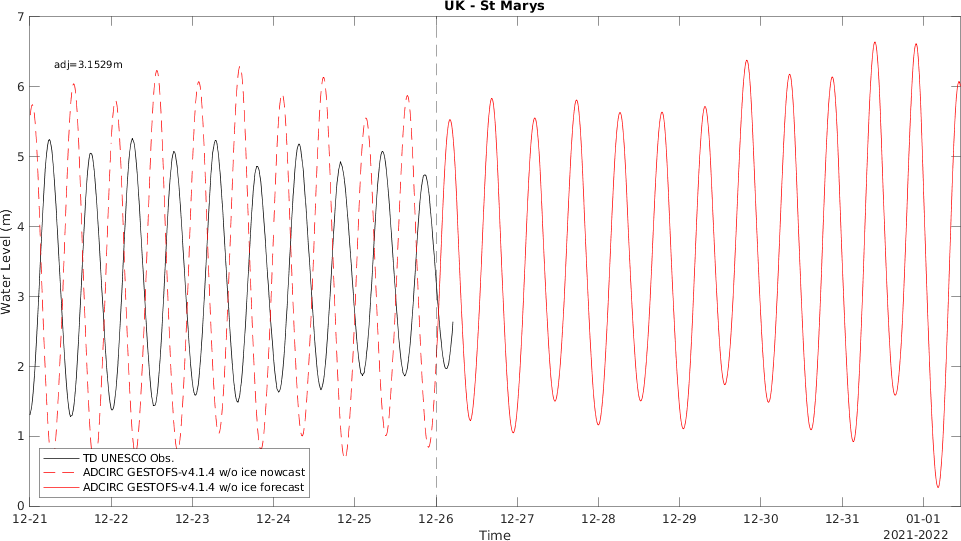 UK - St Marys
adj=3.1529m
Water Level (m)
7
6
5
4
3
2
1
0
TD UNESCO Obs.
ADCIRC GESTOFS-v4.1.4 w/o ice nowcast
ADCIRC GESTOFS-v4.1.4 w/o ice forecast
12-21 12-22 12-23 12-24 12-25 12-26 12-27 12-28 12-29 12-30 12-31 01-01
Time
2021-2022